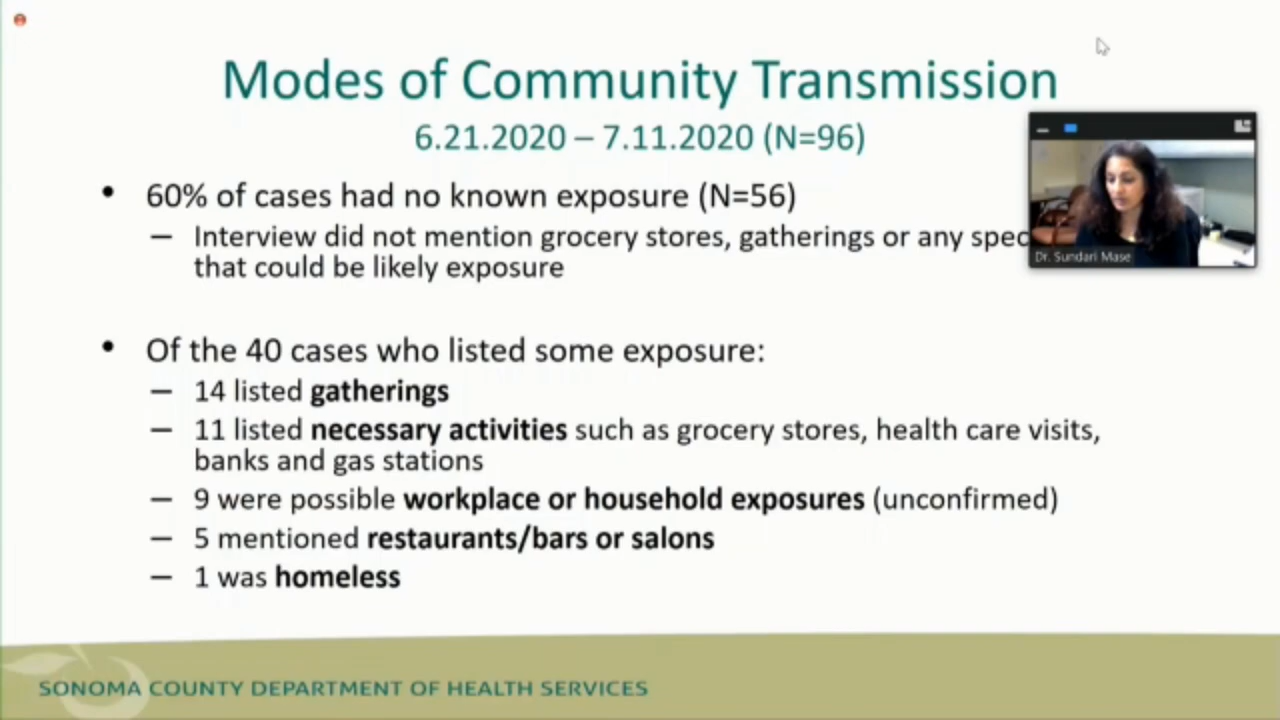 Modes of Community Transmission
6.21.2020 – 7.11.2020 (N=96)
• 60% of cases had no known exposure (N=56)
– Interview did not mention grocery stores, gatherings or any
that could be likely exposure
Dr. Sundari Mase
• Of the 40 cases who listed some exposure:
– 14 listed gatherings
– 11 listed necessary activities such as grocery stores, health care visits,
banks and gas stations
– 9 were possible workplace or household exposures (unconfirmed)
– 5 mentioned restaurants/bars or salons
– 1 was homeless
SONOMA COUNTY DEPARTMENT OF HEALTH SERVICES